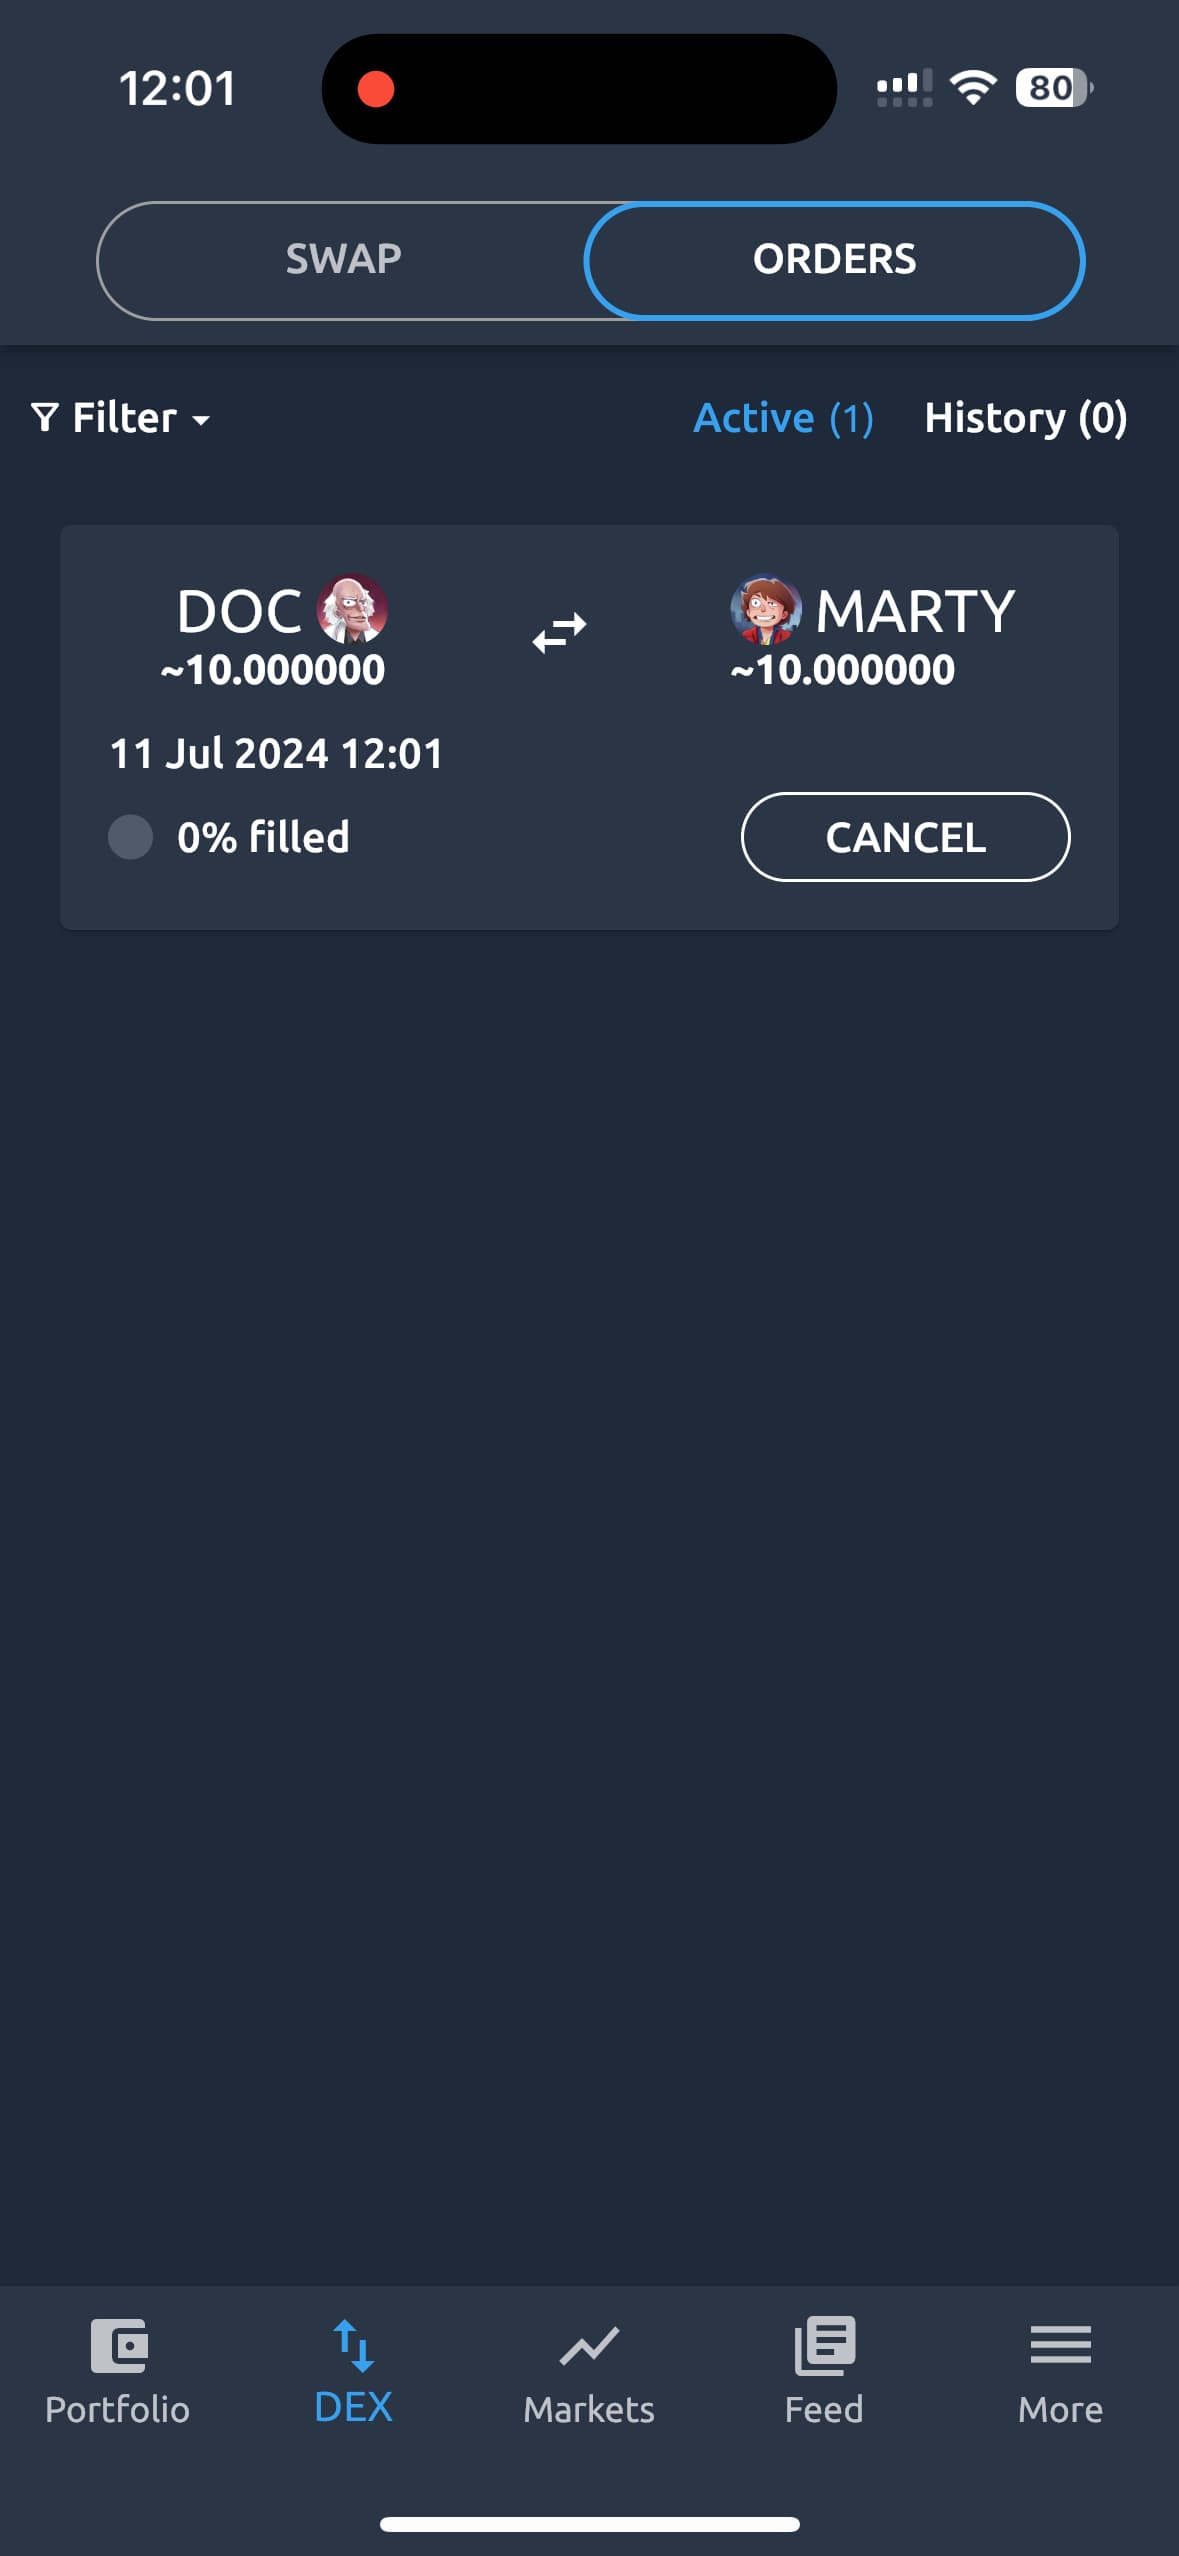 12:01
80
SWAP ORDERS
Filter Active (1) History (0)
DOC MARTY
~10.000000 ~10.000000
11 Jul 2024 12:01
0% filled CANCEL
Portfolio DEX Markets Feed More